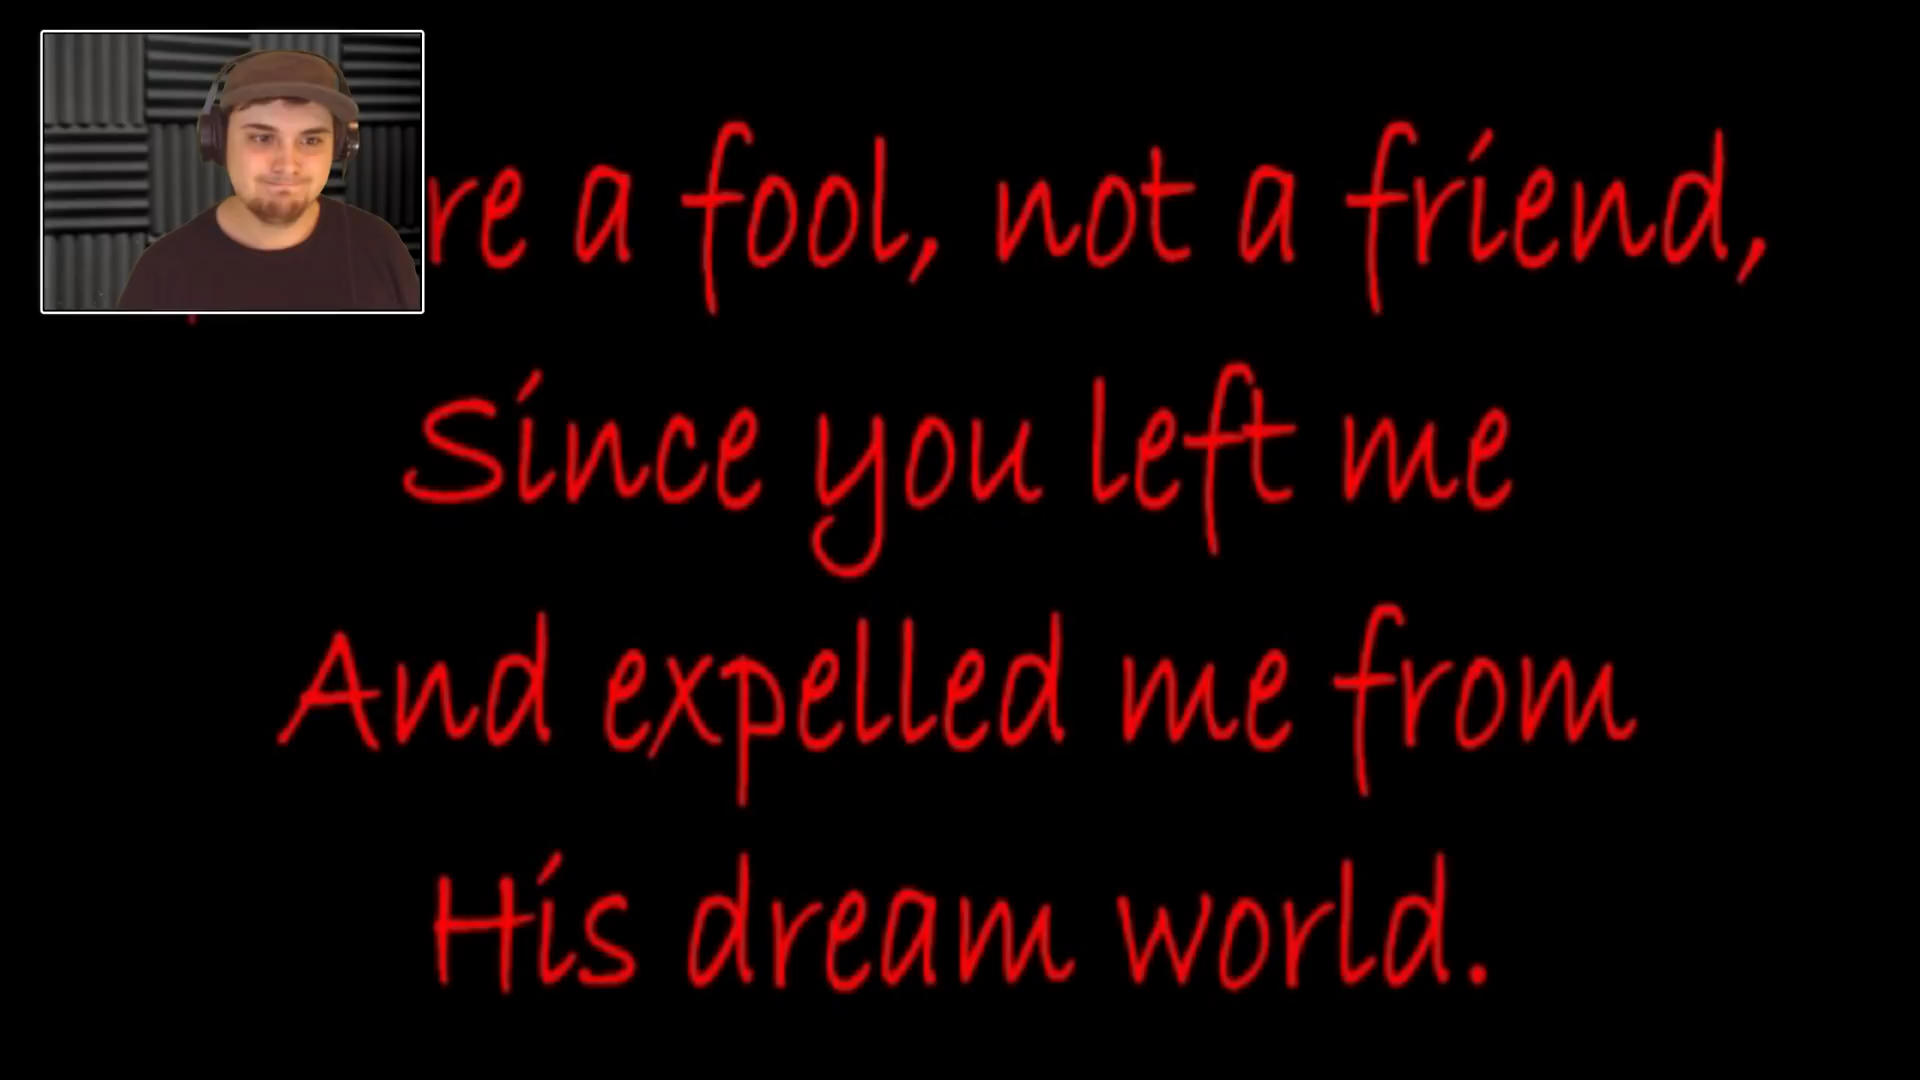 re a fool, not a friend,
Since you left me
And expelled me from
His dream world.